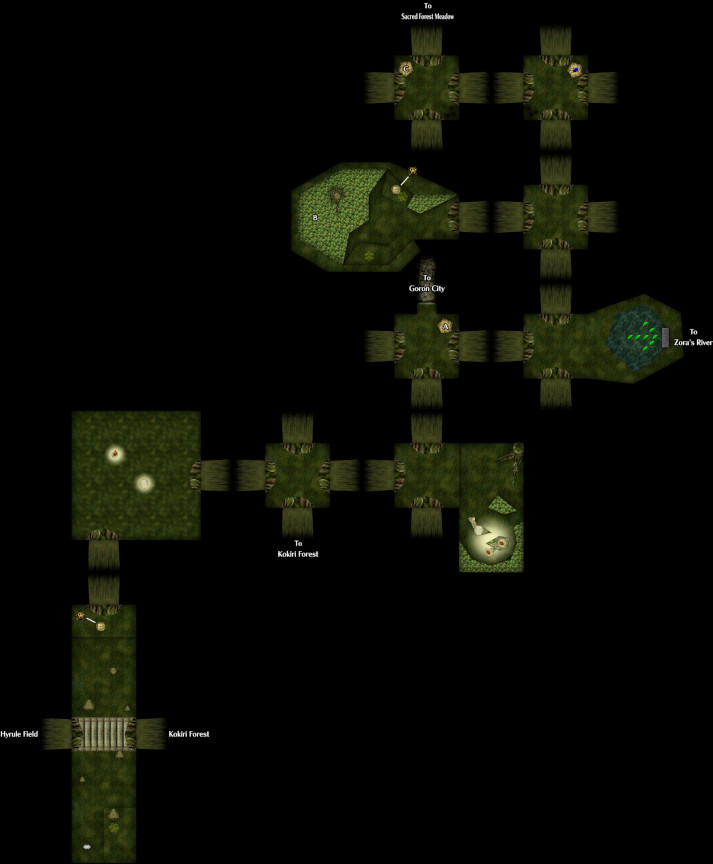 To
Sacred Forest Meadow
C
B
To
Goron City
A
To
Zora's River
To
Kokiri Forest
Hyrule Field
Kokiri Forest